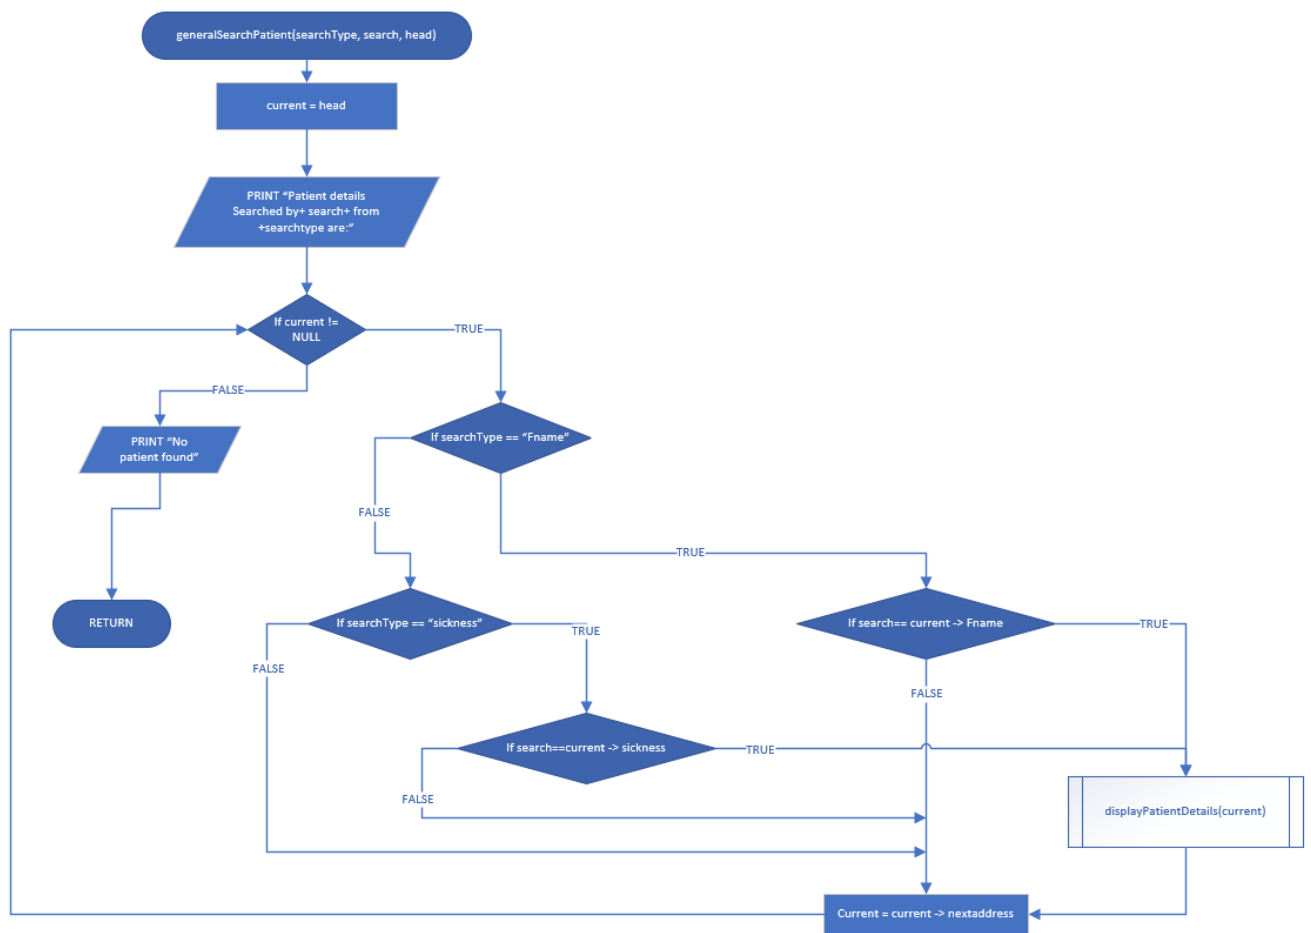 generalSearchPatient(searchType, search, head)
current = head
PRINT “Patient details
Searched by+ search+ from
+searchtype are:”
If current !=
NULL
TRUE
FALSE
PRINT “No
patient found”
If searchType == “Fname”
FALSE
TRUE
RETURN
If searchType == “sickness”
TRUE
If search== current -> Fname
TRUE
FALSE
FALSE
If search==current -> sickness
TRUE
FALSE
displayPatientDetails(current)
Current = current -> nextaddress